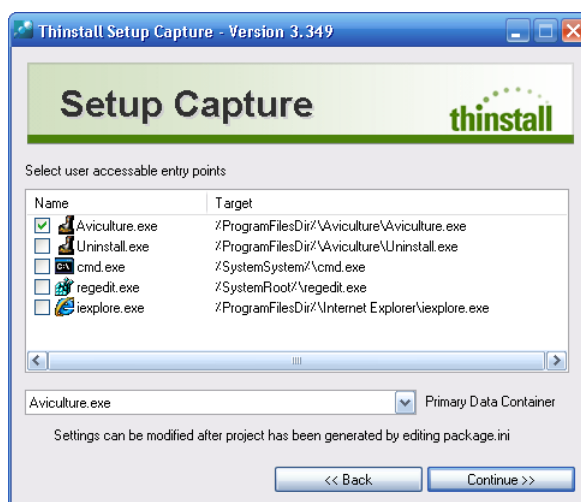 Thinstall Setup Capture - Version 3.349
Setup Capture
thinstall
Select user accessable entry points
Name Target
Aviculture.exe %ProgramFilesDir%\Aviculture\Aviculture.exe
Uninstall.exe %ProgramFilesDir%\Aviculture\Uninstall.exe
cmd.exe %SystemSystem%\cmd.exe
regedit.exe %SystemRoot%\regedit.exe
iexplore.exe %ProgramFilesDir%\Internet Explorer\iexplore.exe
Aviculture.exe Primary Data Container
Settings can be modified after project has been generated by editing package.ini
<< Back Continue >>